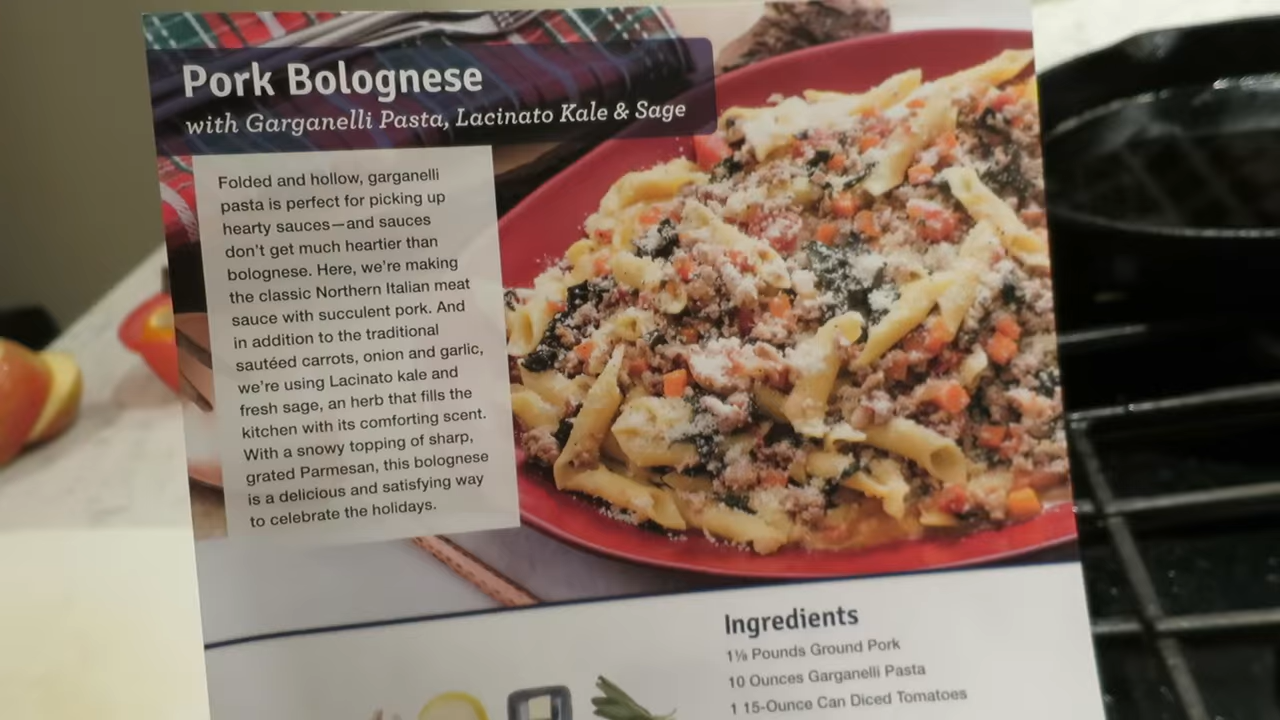 Pork Bolognese
with Garganelli Pasta, Lacinato Kale & Sage
Folded and hollow, garganelli
pasta is perfect for picking up
hearty sauces—and sauces
don't get much heartier than
bolognese. Here, we're making
the classic Northern Italian meat
sauce with succulent pork. And
in addition to the traditional
sautéed carrots, onion and garlic,
we're using Lacinato kale and
fresh sage, an herb that fills the
kitchen with its comforting scent.
With a snowy topping of sharp,
grated Parmesan, this bolognese
is a delicious and satisfying way
to celebrate the holidays.
Ingredients
1⅛ Pounds Ground Pork
10 Ounces Garganelli Pasta
1 15-Ounce Can Diced Tomatoes